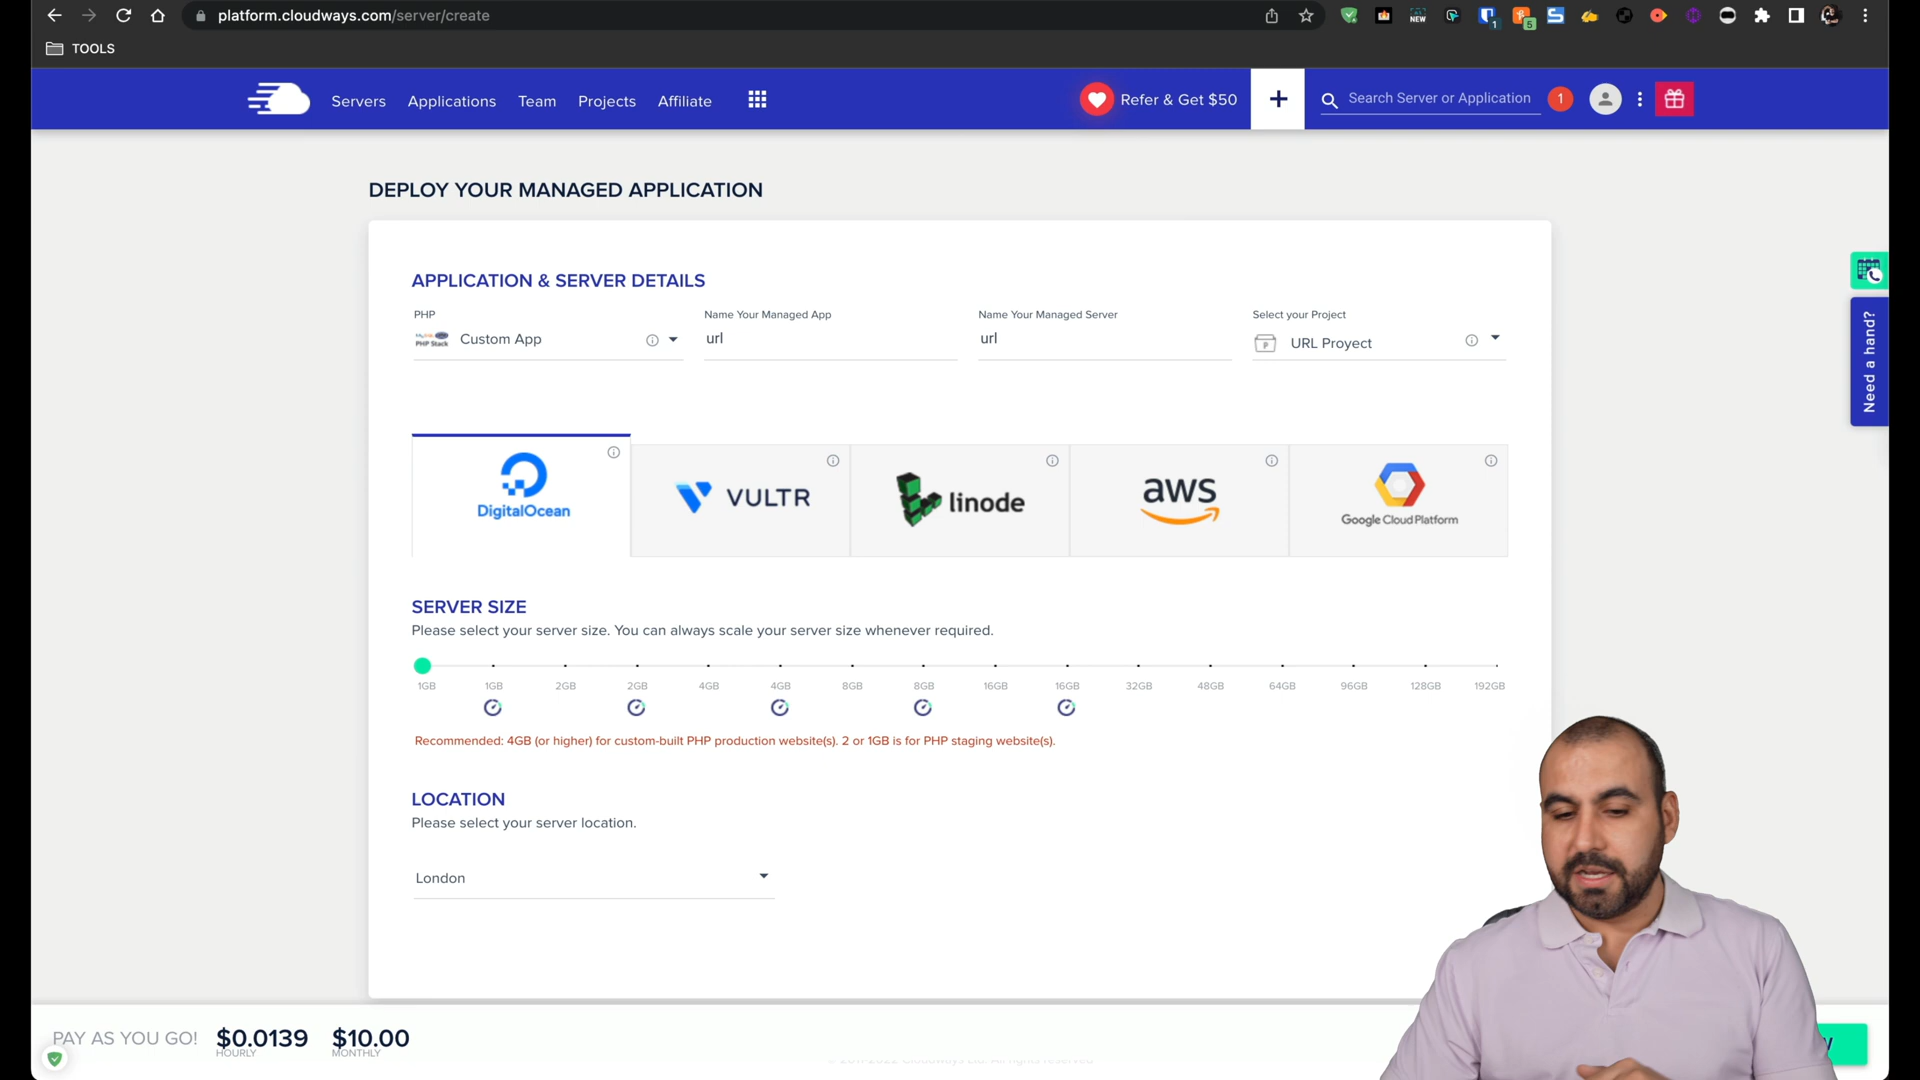 platform.cloudways.com/server/create
NEW
1
5
TOOLS
Servers Applications Team Projects Affiliate
Refer & Get $50
+
Search Server or Application
1
DEPLOY YOUR MANAGED APPLICATION
APPLICATION & SERVER DETAILS
PHP
Name Your Managed App
Name Your Managed Server
Select your Project
PHP Stack
Custom App
url
url
URL Proyect
Need a hand?
DigitalOcean
VULTR
linode
aws
Google Cloud Platform
SERVER SIZE
Please select your server size. You can always scale your server size whenever required.
1GB 1GB 2GB 2GB 4GB 4GB 8GB 8GB 16GB 16GB 32GB 48GB 64GB 96GB 128GB 192GB
Recommended: 4GB (or higher) for custom-built PHP production website(s). 2 or 1GB is for PHP staging website(s).
LOCATION
Please select your server location.
London
PAY AS YOU GO! $0.0139 $10.00
HOURLY MONTHLY